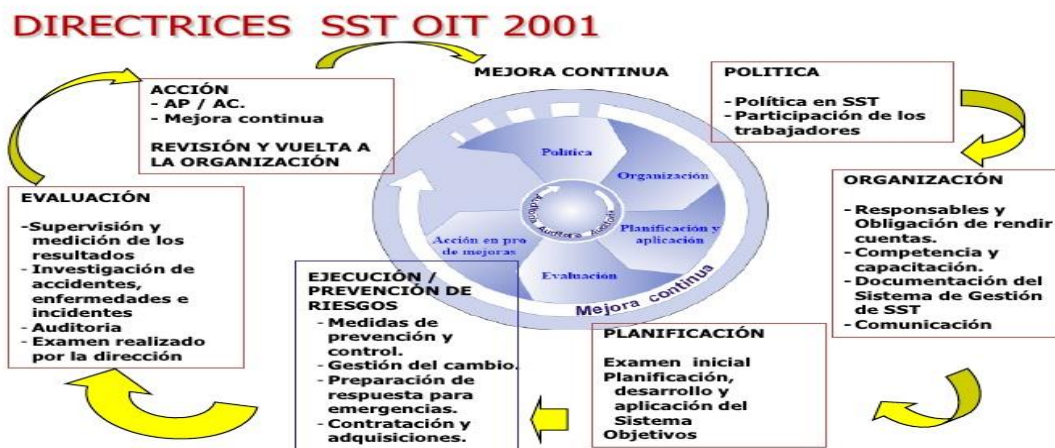 DIRECTRICES SST OIT 2001
MEJORA CONTINUA
POLITICA
-Política en SST
-Participación de los
trabajadores
ORGANIZACIÓN
-Responsables y
Obligación de rendir
cuentas.
-Competencia y
capacitación.
-Documentación del
Sistema de Gestión
de SST
-Comunicación
PLANIFICACIÓN
Examen inicial
Planificación,
desarrollo y
aplicación del
Sistema
Objetivos
EJECUCIÓN /
PREVENCIÓN DE
RIESGOS
- Medidas de
prevención y
control.
- Gestión del cambio.
- Preparación de
respuesta para
emergencias.
- Contratación y
adquisiciones.
EVALUACIÓN
-Supervisión y
medición de los
resultados
- Investigación de
accidentes,
enfermedades e
incidentes
- Auditoria
- Examen realizado
por la dirección
ACCIÓN
- AP / AC.
- Mejora continua
REVISIÓN Y VUELTA A
LA ORGANIZACIÓN
Política
Organización
Planificación y
aplicación
Evaluación
Acción en pro
de mejoras
Auditoria Auditoria Auditoria
Mejora continua